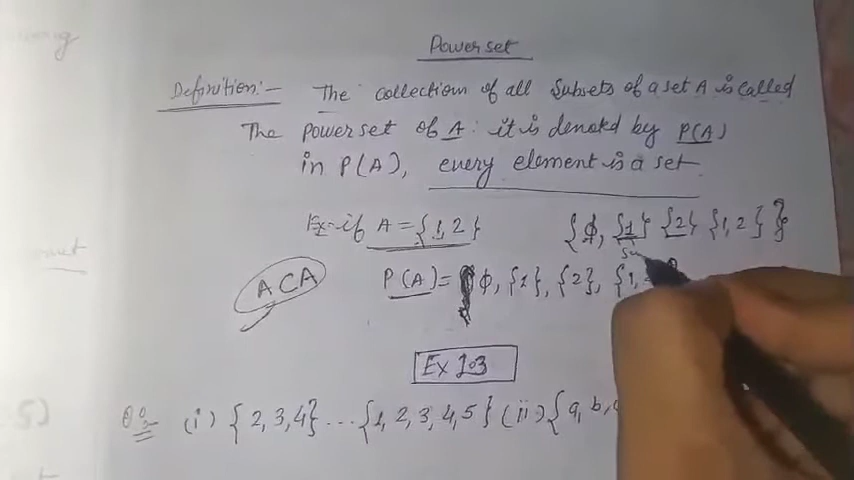 Power set
Definition:- The collection of all subsets of a set A is called
The power set of A. it is denoted by P(A)
in P(A), every element is a set.
Ex- if A = {1,2} {ϕ, {1} {2} {1,2}}
ACA P(A) = ϕ, {1}, {2}, {1,
Ex 1.3
(i) {2,3,4} ... {1,2,3,4,5} (ii) {a, b,